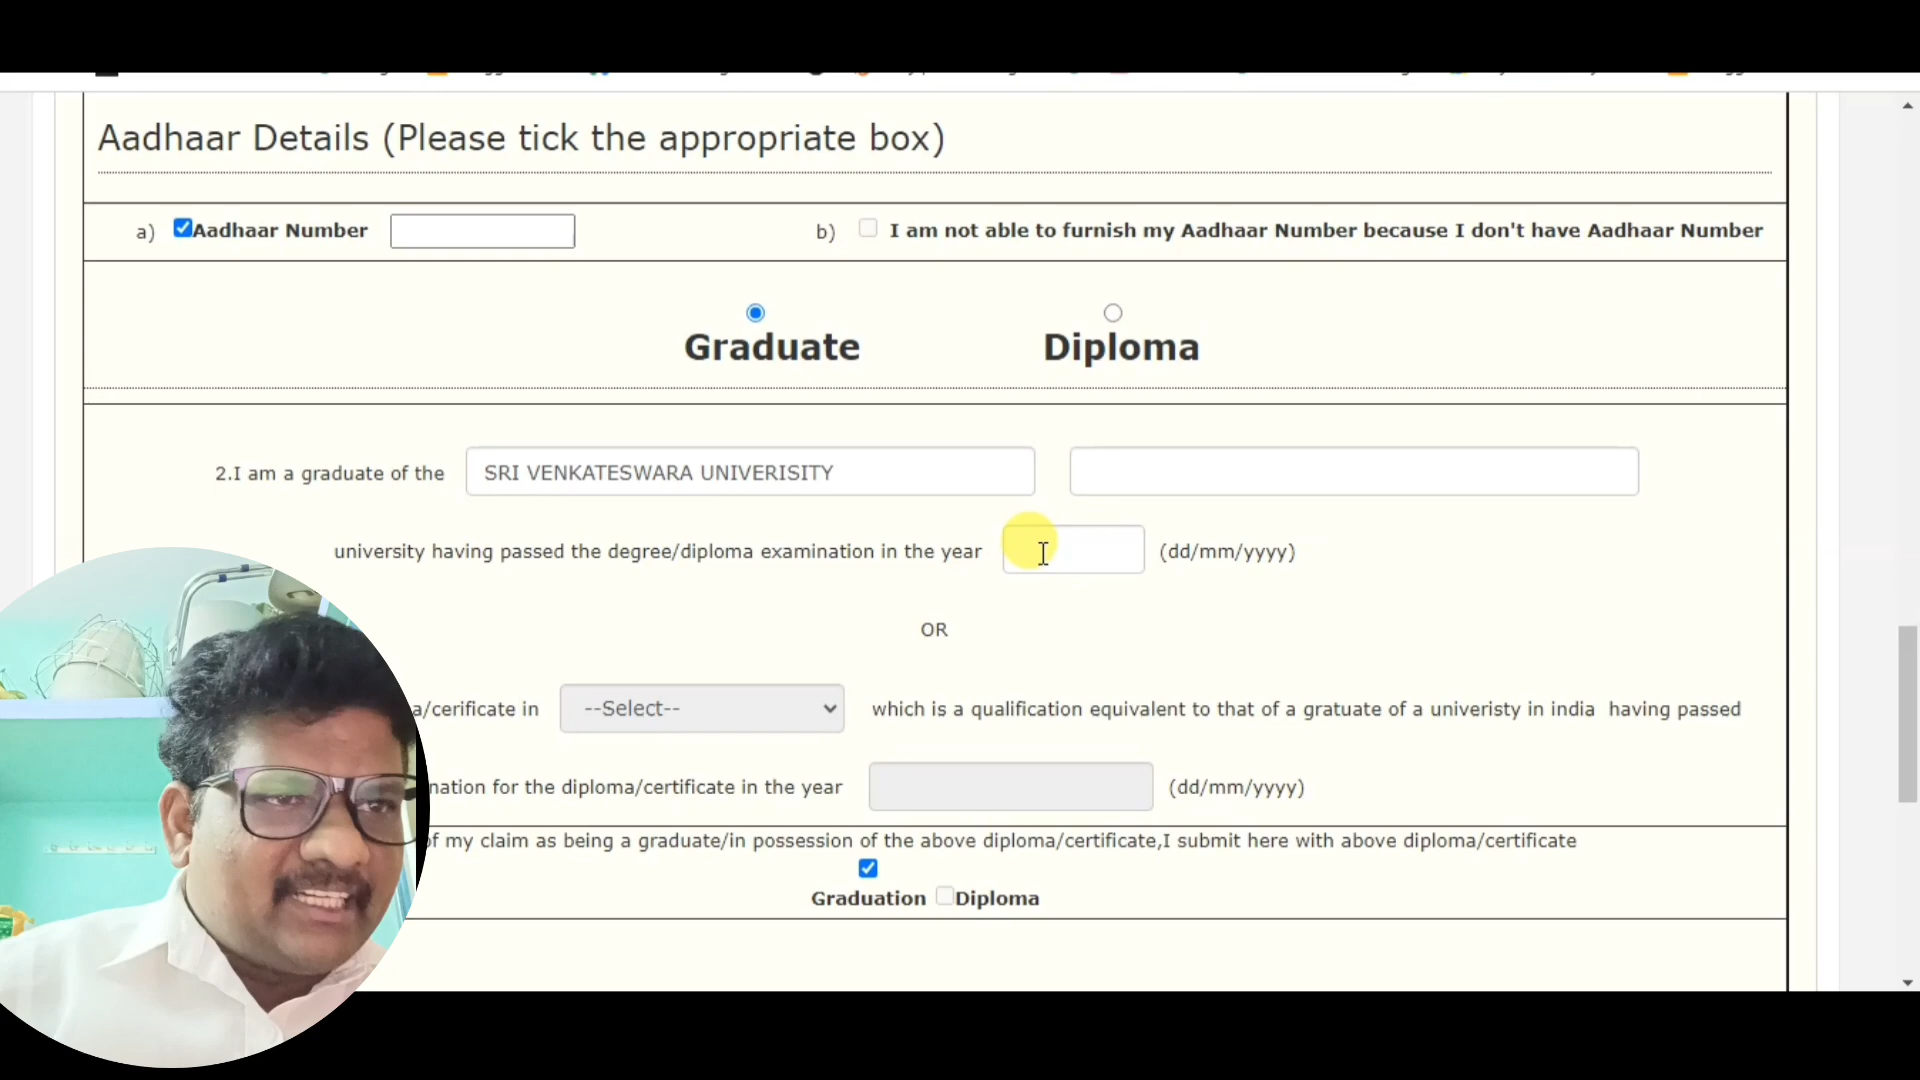 Aadhaar Details (Please tick the appropriate box)
a) Aadhaar Number b) I am not able to furnish my Aadhaar Number because I don't have Aadhaar Number
Graduate Diploma
2.I am a graduate of the SRI VENKATESWARA UNIVERISITY
university having passed the degree/diploma examination in the year (dd/mm/yyyy)
OR
a/cerificate in --Select-- which is a qualification equivalent to that of a gratuate of a univeristy in india having passed
nation for the diploma/certificate in the year (dd/mm/yyyy)
of my claim as being a graduate/in possession of the above diploma/certificate,I submit here with above diploma/certificate
Graduation Diploma